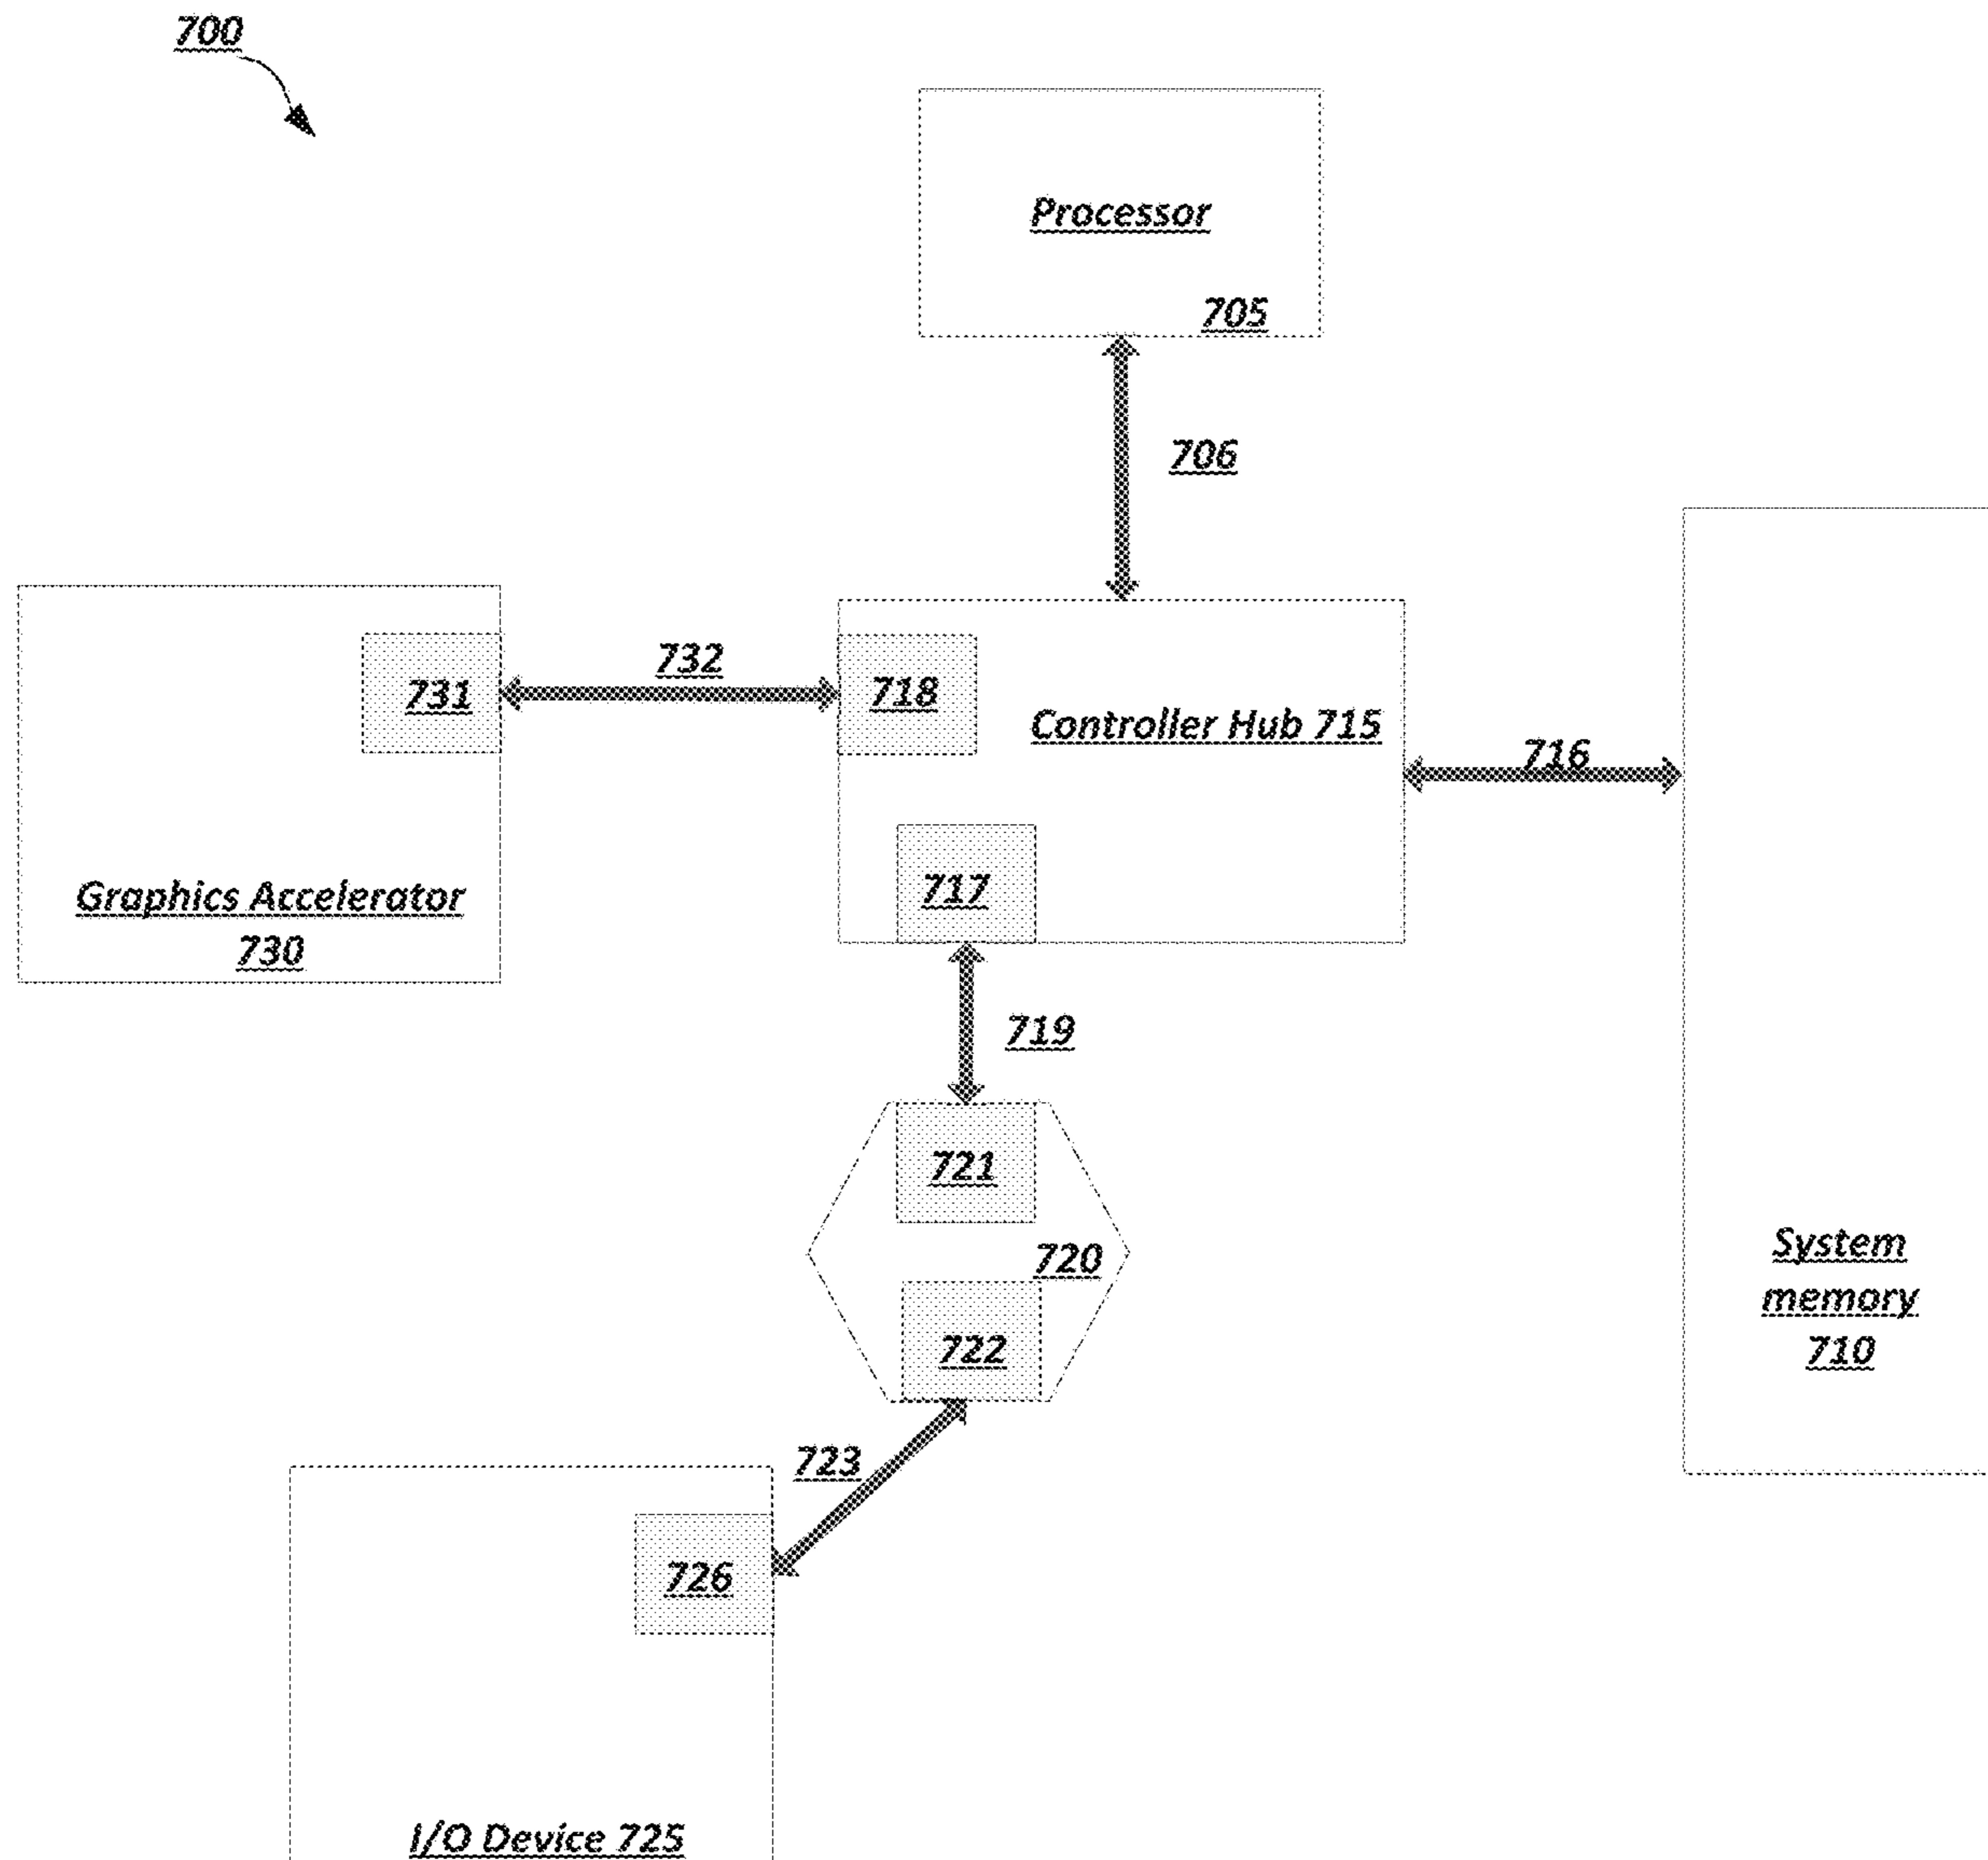 700
Processor
705
706
732
731
718
Controller Hub 715
716
717
Graphics Accelerator
730
719
721
720
722
System
memory
710
723
726
I/O Device 725